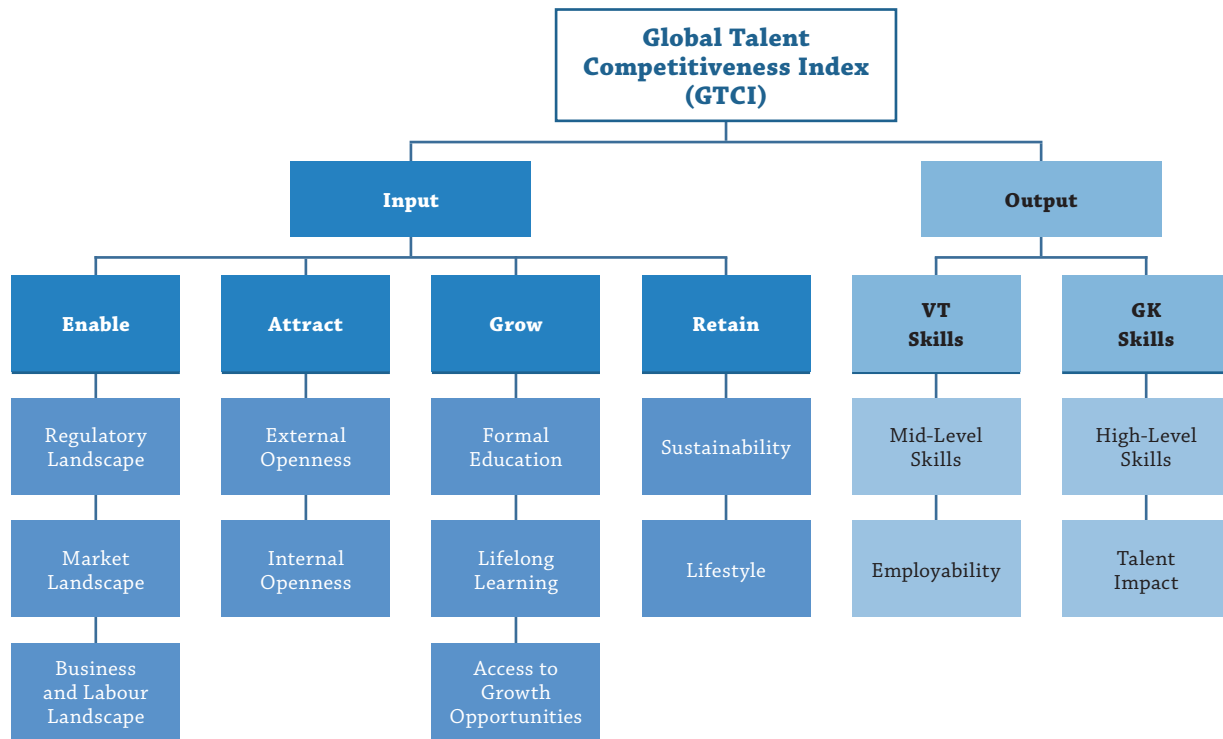 Global Talent
Competitiveness Index
(GTCI)
Input
Output
Enable
Attract
Grow
Retain
VT
Skills
GK
Skills
Regulatory
Landscape
External
Openness
Formal
Education
Sustainability
Mid-Level
Skills
High-Level
Skills
Market
Landscape
Internal
Openness
Lifelong
Learning
Lifestyle
Employability
Talent
Impact
Business
and Labour
Landscape
Access to
Growth
Opportunities